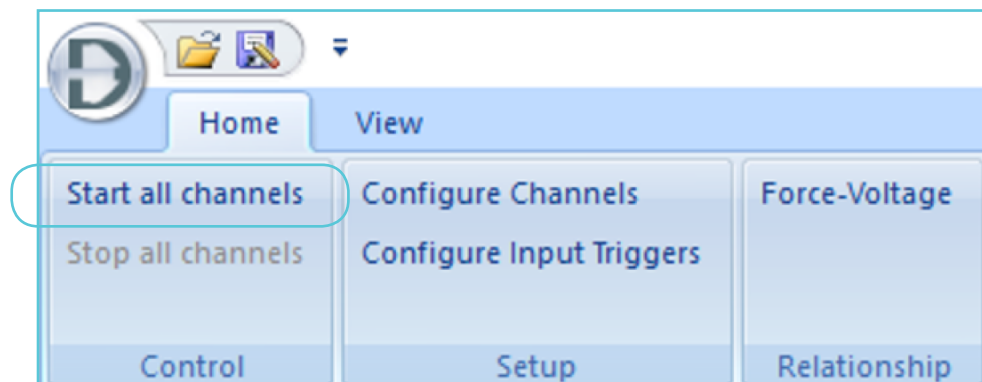 Home View
Start all channels Configure Channels Force-Voltage
Stop all channels Configure Input Triggers
Control Setup Relationship